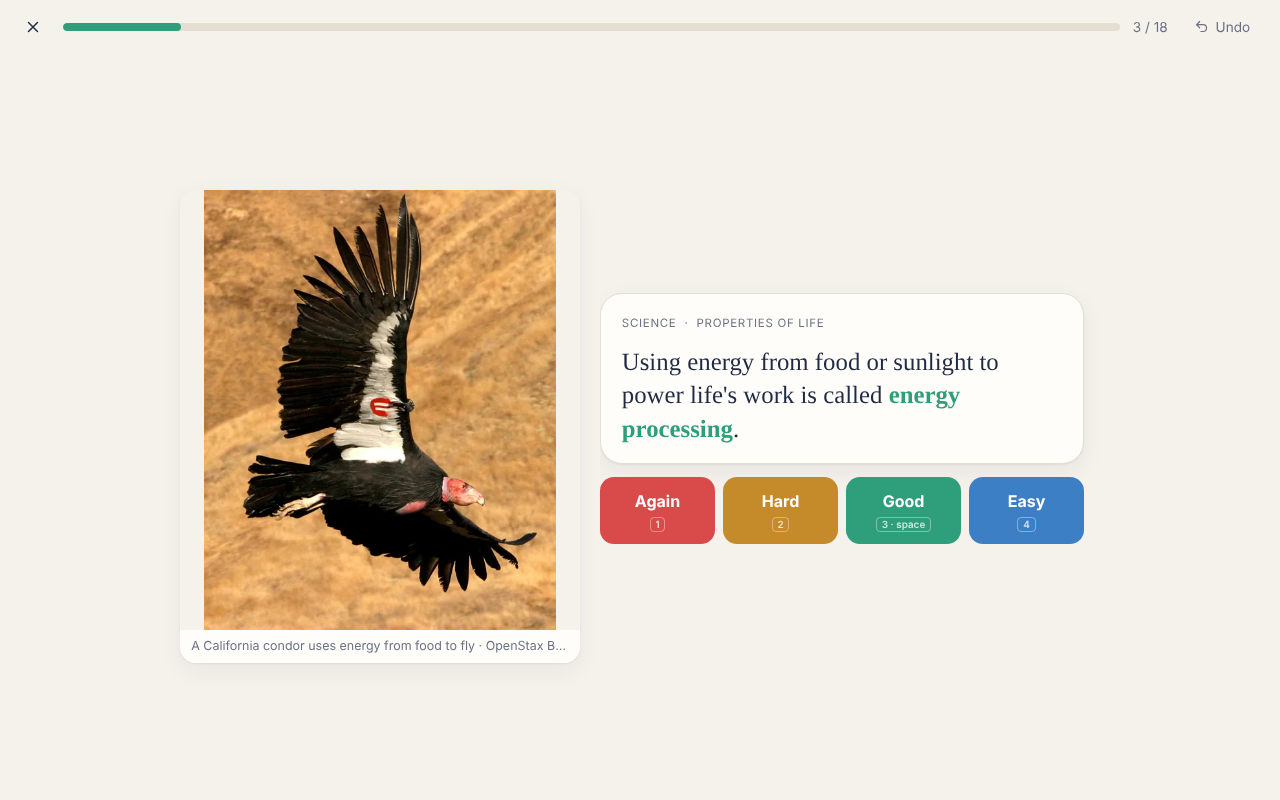 3 / 18
Undo
A California condor uses energy from food to fly · OpenStax B...
SCIENCE · PROPERTIES OF LIFE
Using energy from food or sunlight to
power life's work is called energy
processing.
Again
1
Hard
2
Good
3 · space
Easy
4